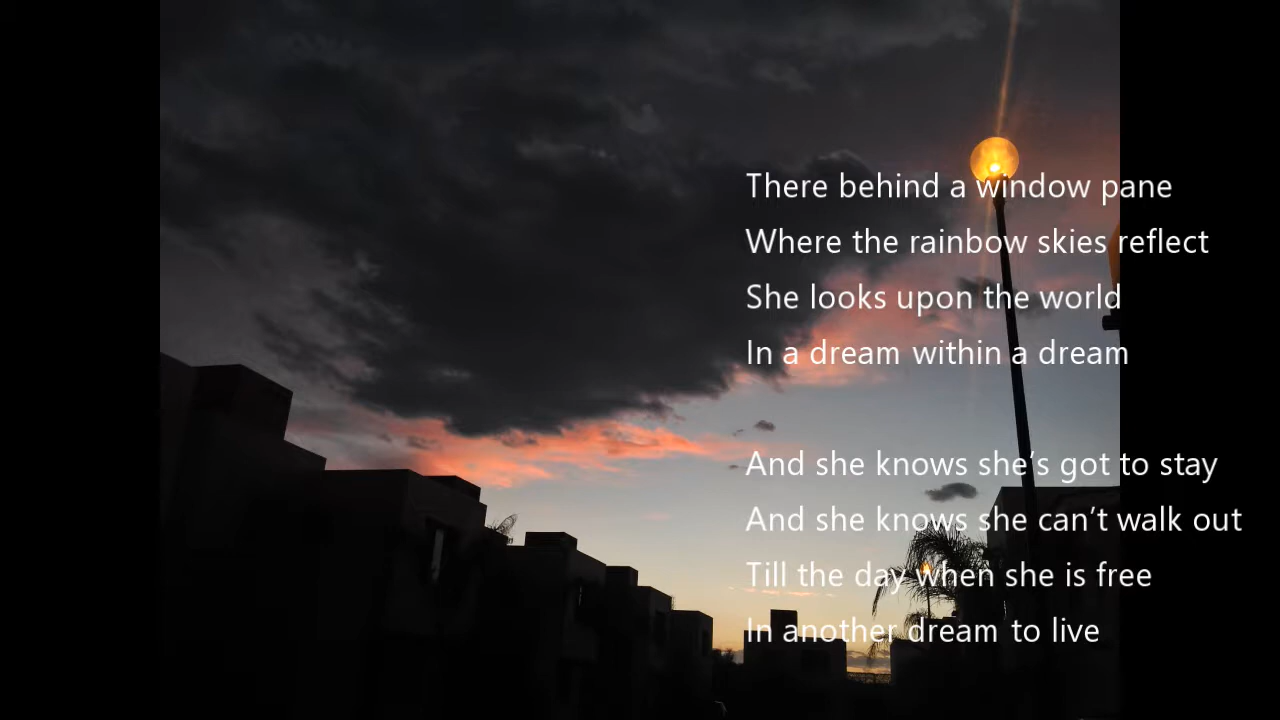 There behind a window pane
Where the rainbow skies reflect
She looks upon the world
In a dream within a dream
And she knows she's got to stay
And she knows she can't walk out
Till the day when she is free
In another dream to live